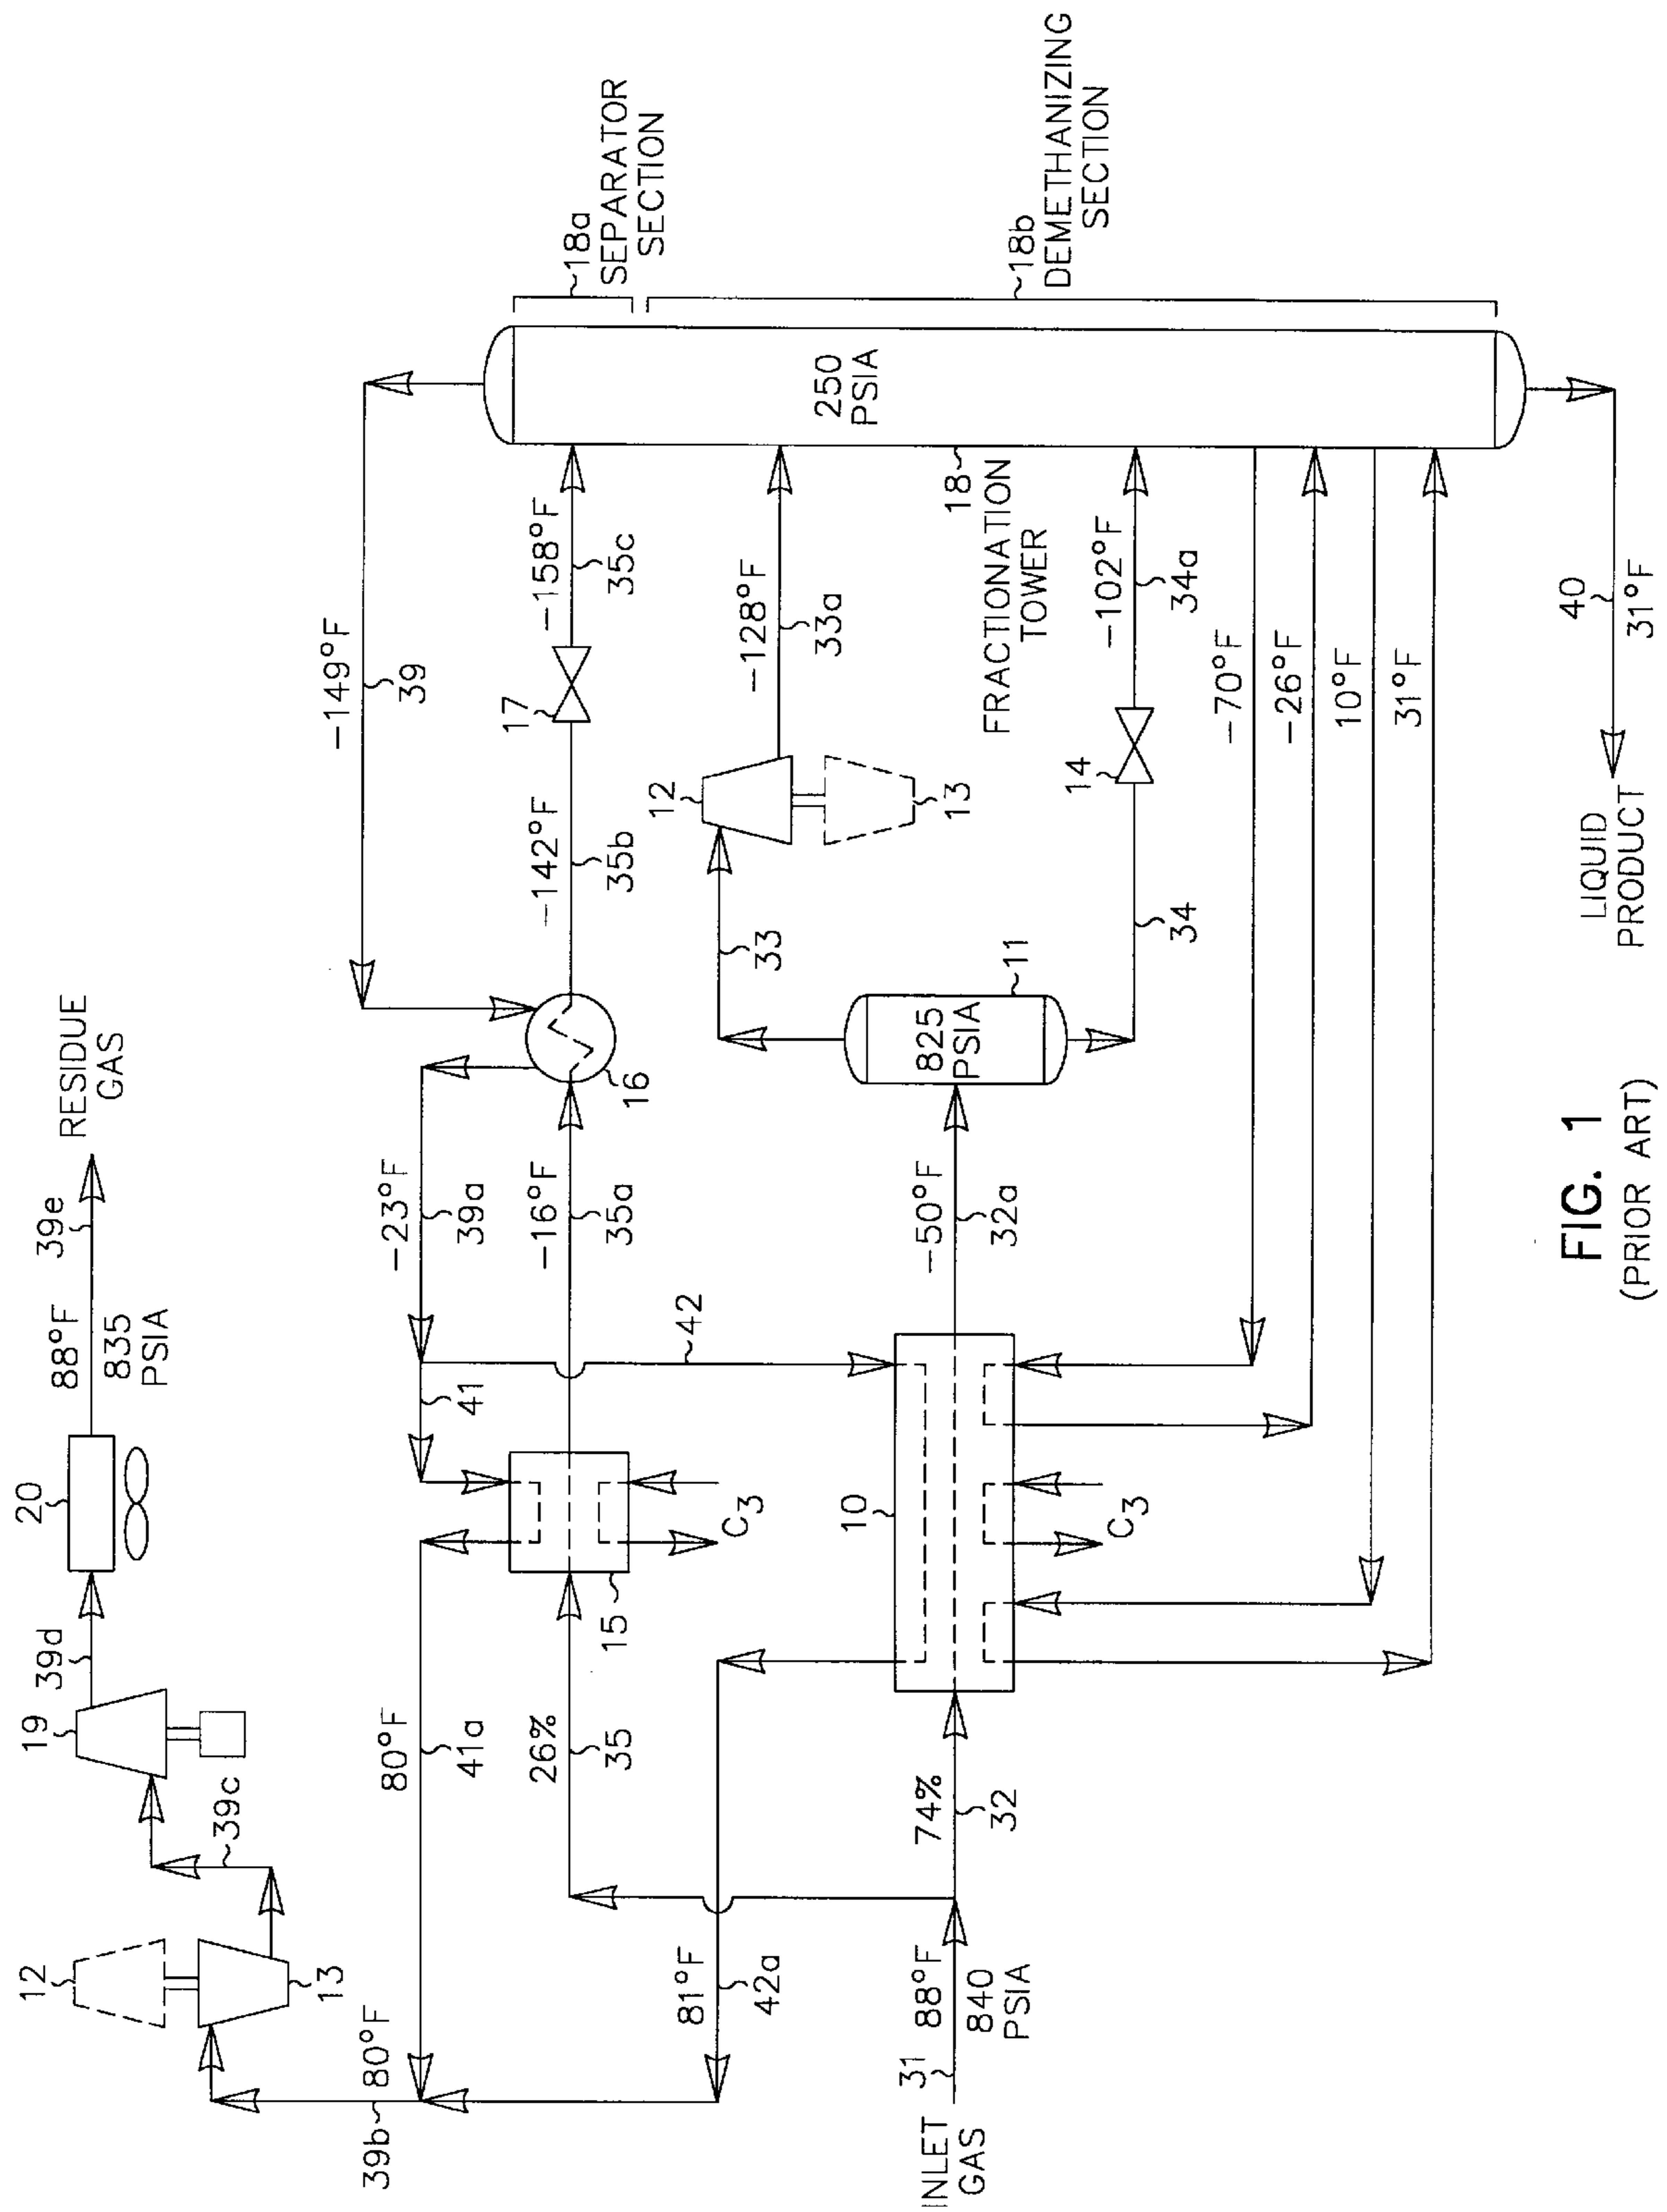 RESIDUE
GAS
88°F
39e
835
PSIA
20
39d
19
39c
12
13
80°F
39b
80°F
41a
−23°F
39a
41
42
−149°F
39
26%
35
15
C3
−16°F
35a
16
−142°F
35b
17
−158°F
35c
18a
SEPARATOR
SECTION
81°F
42a
33
12
13
−128°F
33a
250
PSIA
INLET
GAS
31
88°F
840
PSIA
74%
32
10
C3
−50°F
32a
825
PSIA
11
18
FRACTIONATION
TOWER
18b
DEMETHANIZING
SECTION
34
14
−102°F
34a
−70°F
−26°F
10°F
31°F
40
31°F
LIQUID
PRODUCT
FIG. 1
(PRIOR ART)